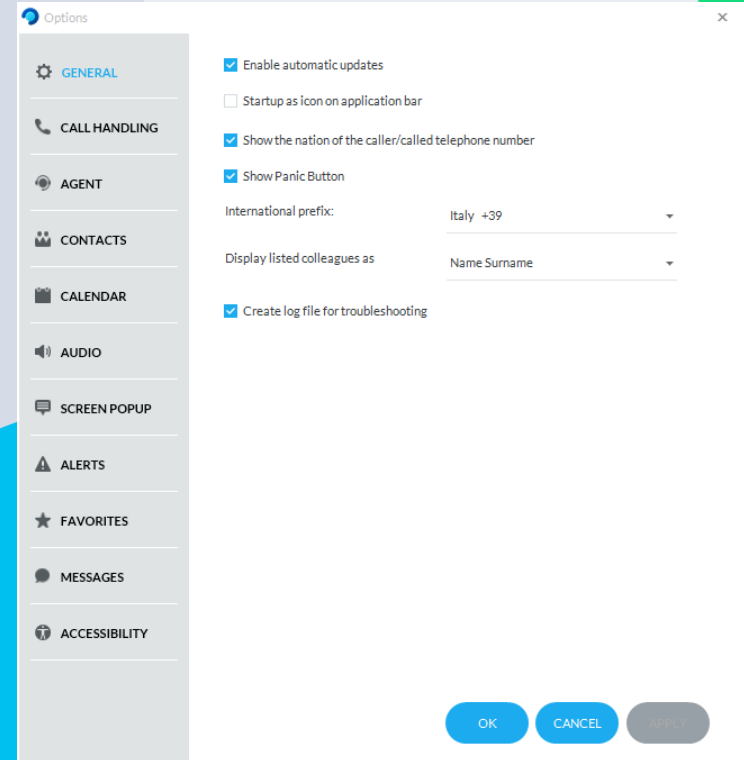 Options
GENERAL
CALL HANDLING
AGENT
CONTACTS
CALENDAR
AUDIO
SCREEN POPUP
ALERTS
FAVORITES
MESSAGES
ACCESSIBILITY
Enable automatic updates
Startup as icon on application bar
Show the nation of the caller/called telephone number
Show Panic Button
International prefix: Italy +39
Display listed colleagues as Name Surname
Create log file for troubleshooting
OK CANCEL APPLY